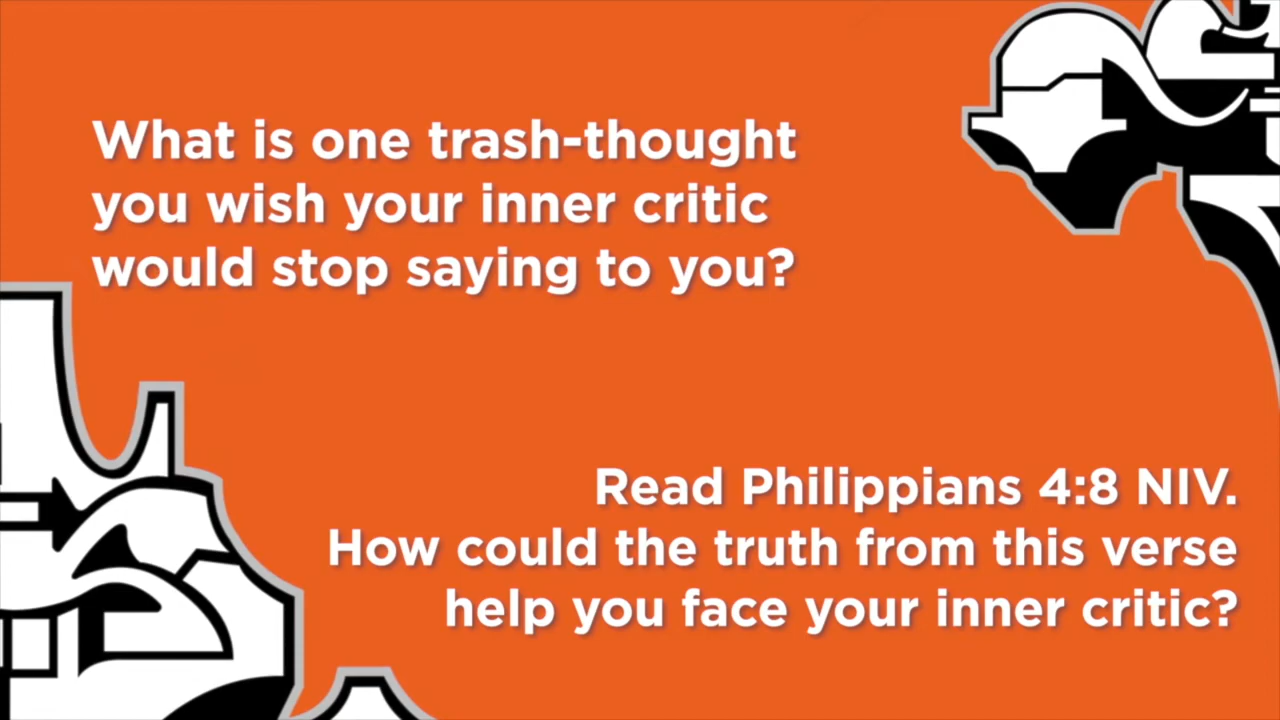 What is one trash-thought
you wish your inner critic
would stop saying to you?
Read Philippians 4:8 NIV.
How could the truth from this verse
help you face your inner critic?